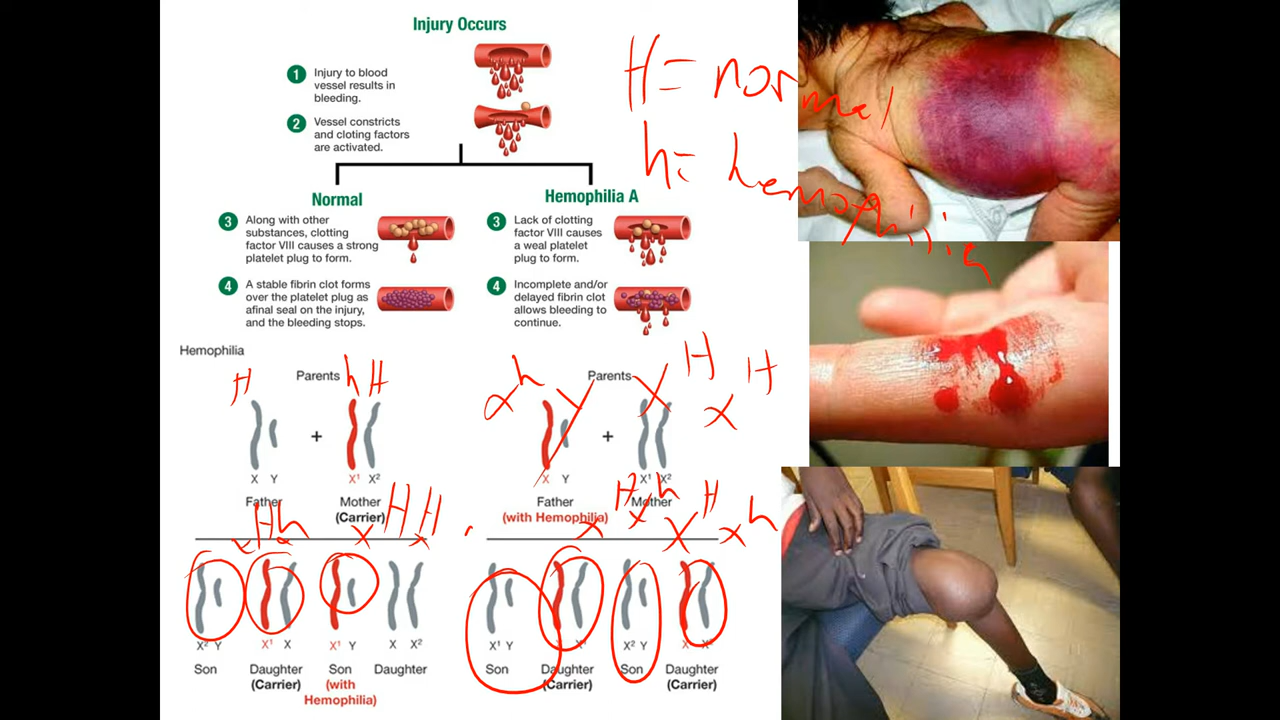 Injury Occurs
1 Injury to blood
vessel results in
bleeding.
2 Vessel constricts
and cloting factors
are activated.
H = normal
h = hemophilia
Normal
3 Along with other
substances, clotting
factor VIII causes a strong
platelet plug to form.
4 A stable fibrin clot forms
over the platelet plug as
afinal seal on the injury,
and the bleeding stops.
Hemophilia A
3 Lack of clotting
factor VIII causes
a weal platelet
plug to form.
4 Incomplete and/or
delayed fibrin clot
allows bleeding to
continue.
Hemophilia
Parents
H h H
+
X Y X¹ X²
Father Mother
(Carrier)
H h X H X H
X² Y X¹ X X¹ Y X X²
Son Daughter Son Daughter
(Carrier) (with
Hemophilia)
Parents
X h Y X H X H
+
X Y X¹ X²
Father Mother
(with Hemophilia)
X H X h X H X h
X¹ Y X¹ X² Y X X²
Son Daughter Son Daughter
(Carrier) (Carrier)